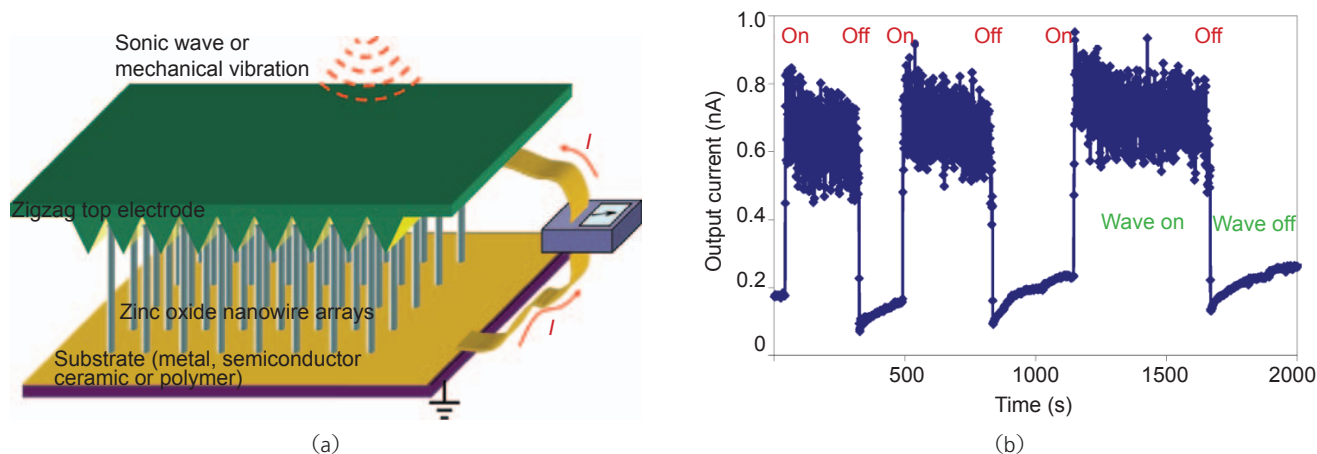 Sonic wave or
mechanical vibration
I
Zigzag top electrode
Zinc oxide nanowire arrays
I
Substrate (metal, semiconductor
ceramic or polymer)
(a)
(b)
Output current (nA)
1.0
0.8
0.6
0.4
0.2
0
On Off On Off On Off
Wave on Wave off
500 1000 1500 2000
Time (s)